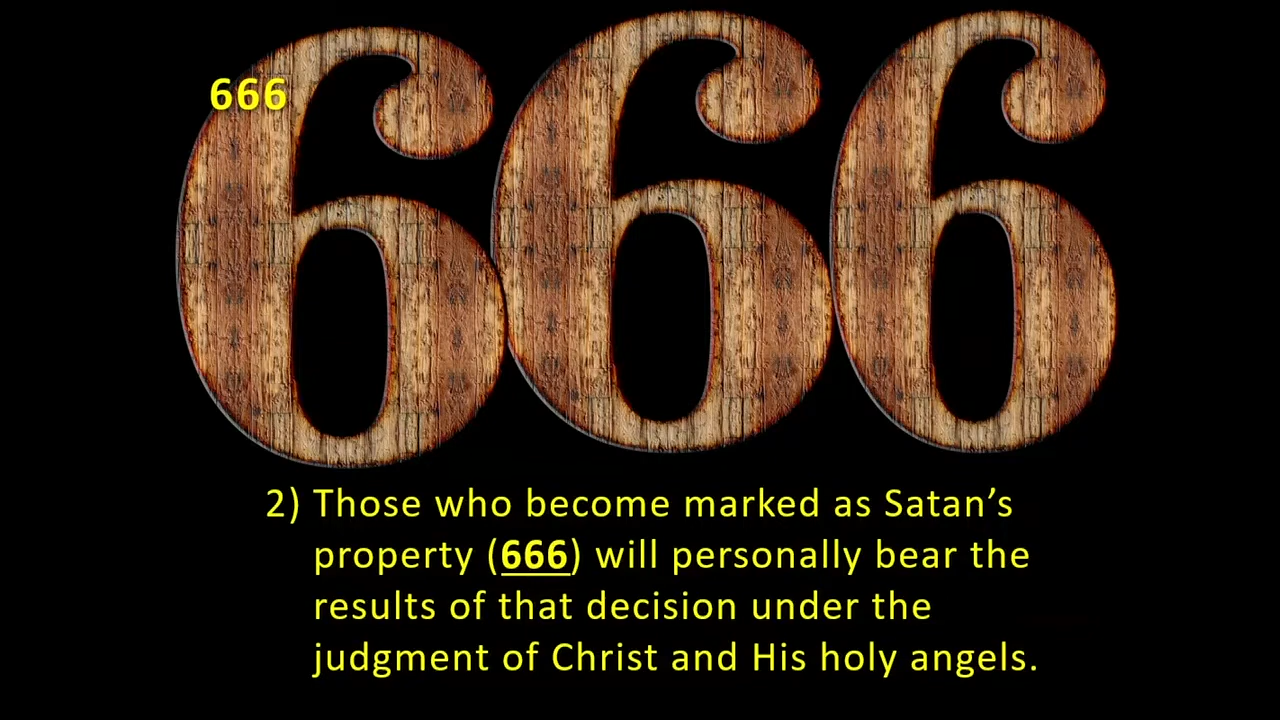 666
666
2) Those who become marked as Satan’s
property (666) will personally bear the
results of that decision under the
judgment of Christ and His holy angels.